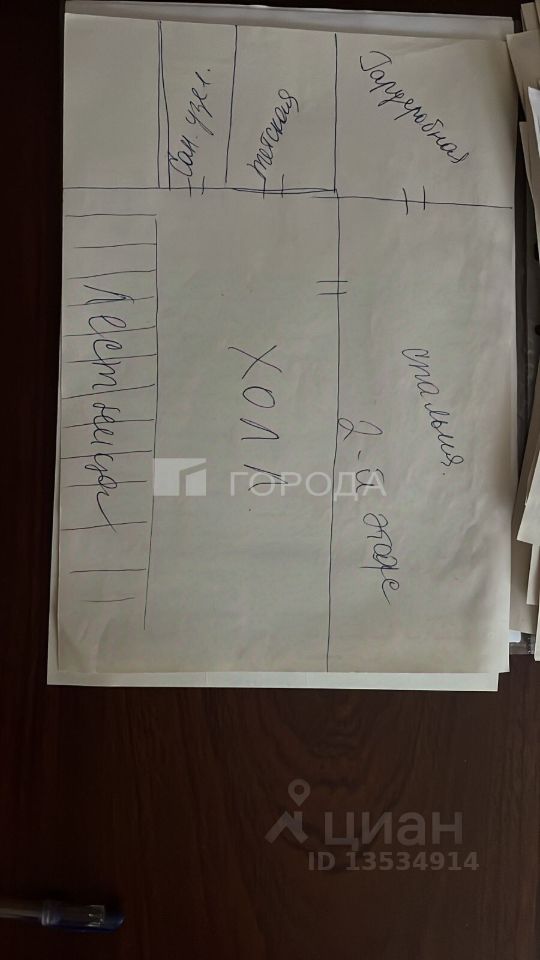 Гардеробная
детская
Сан. узел.
спальня.
2-й этаж
ХОЛЛ
Лестница
ГОРОДА
циан
ID 13534914